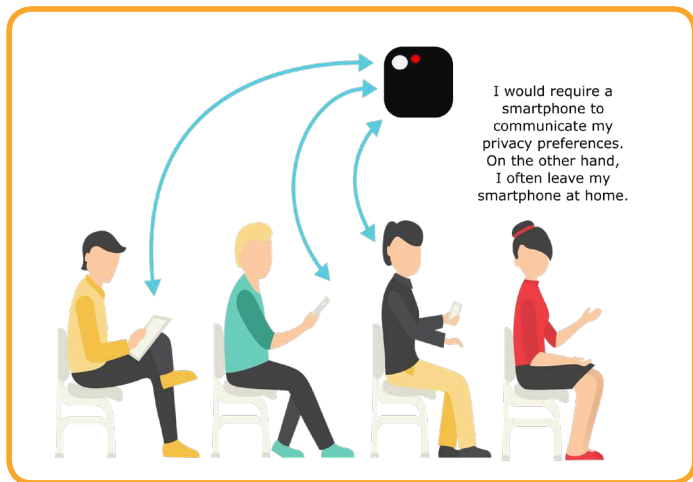 I would require a
smartphone to
communicate my
privacy preferences.
On the other hand,
I often leave my
smartphone at home.